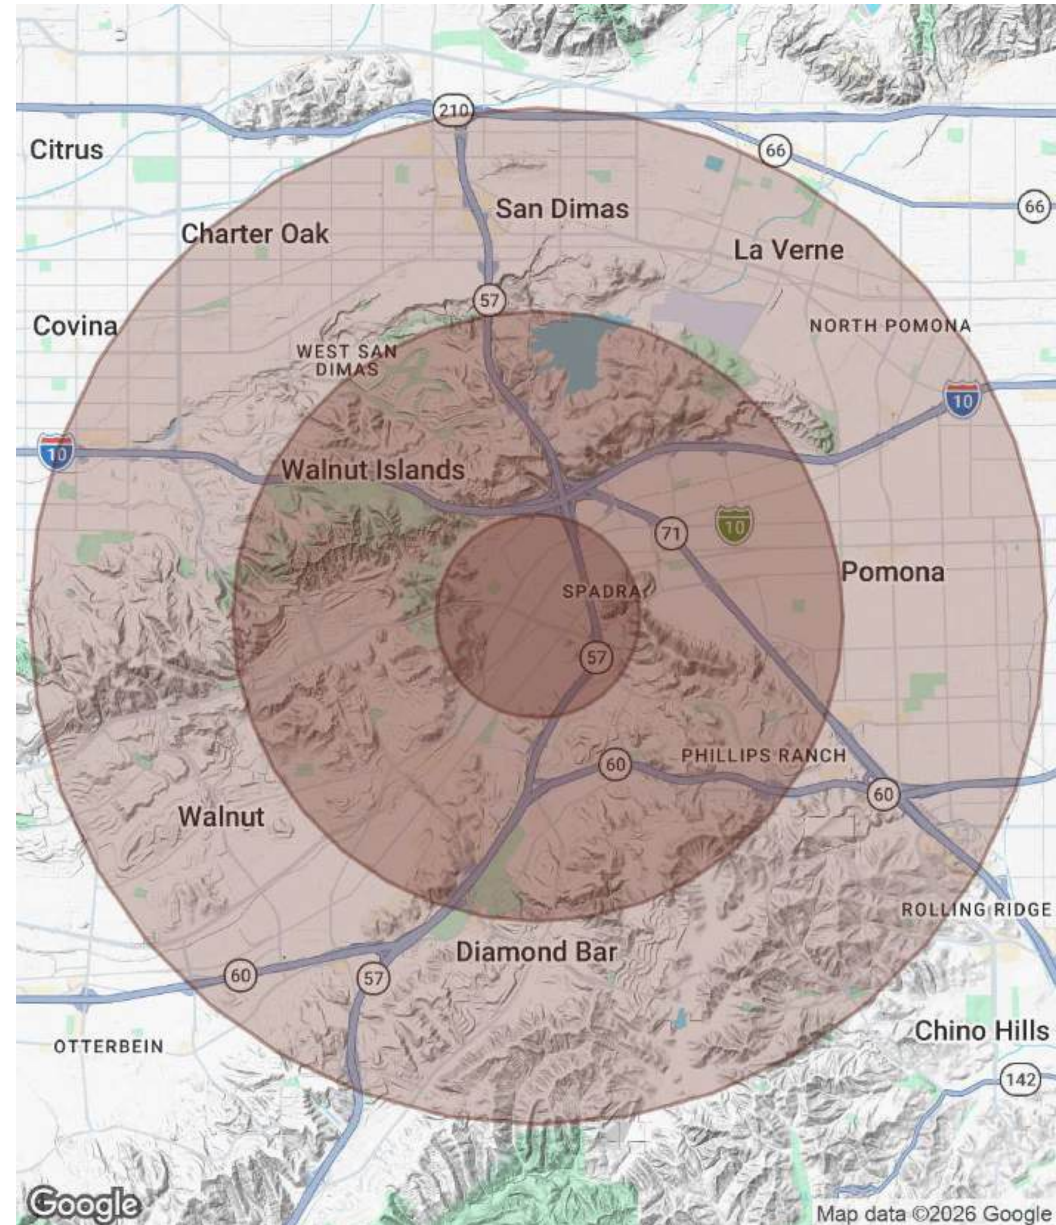 210
66
Citrus
66
San Dimas
Charter Oak
La Verne
57
Covina
NORTH POMONA
WEST SAN
DIMAS
10
10
Walnut Islands
10
71
Pomona
SPADRA
57
PHILLIPS RANCH
60
60
Walnut
ROLLING RIDGE
Diamond Bar
60
57
Chino Hills
OTTERBEIN
142
Google
Map data ©2026 Google